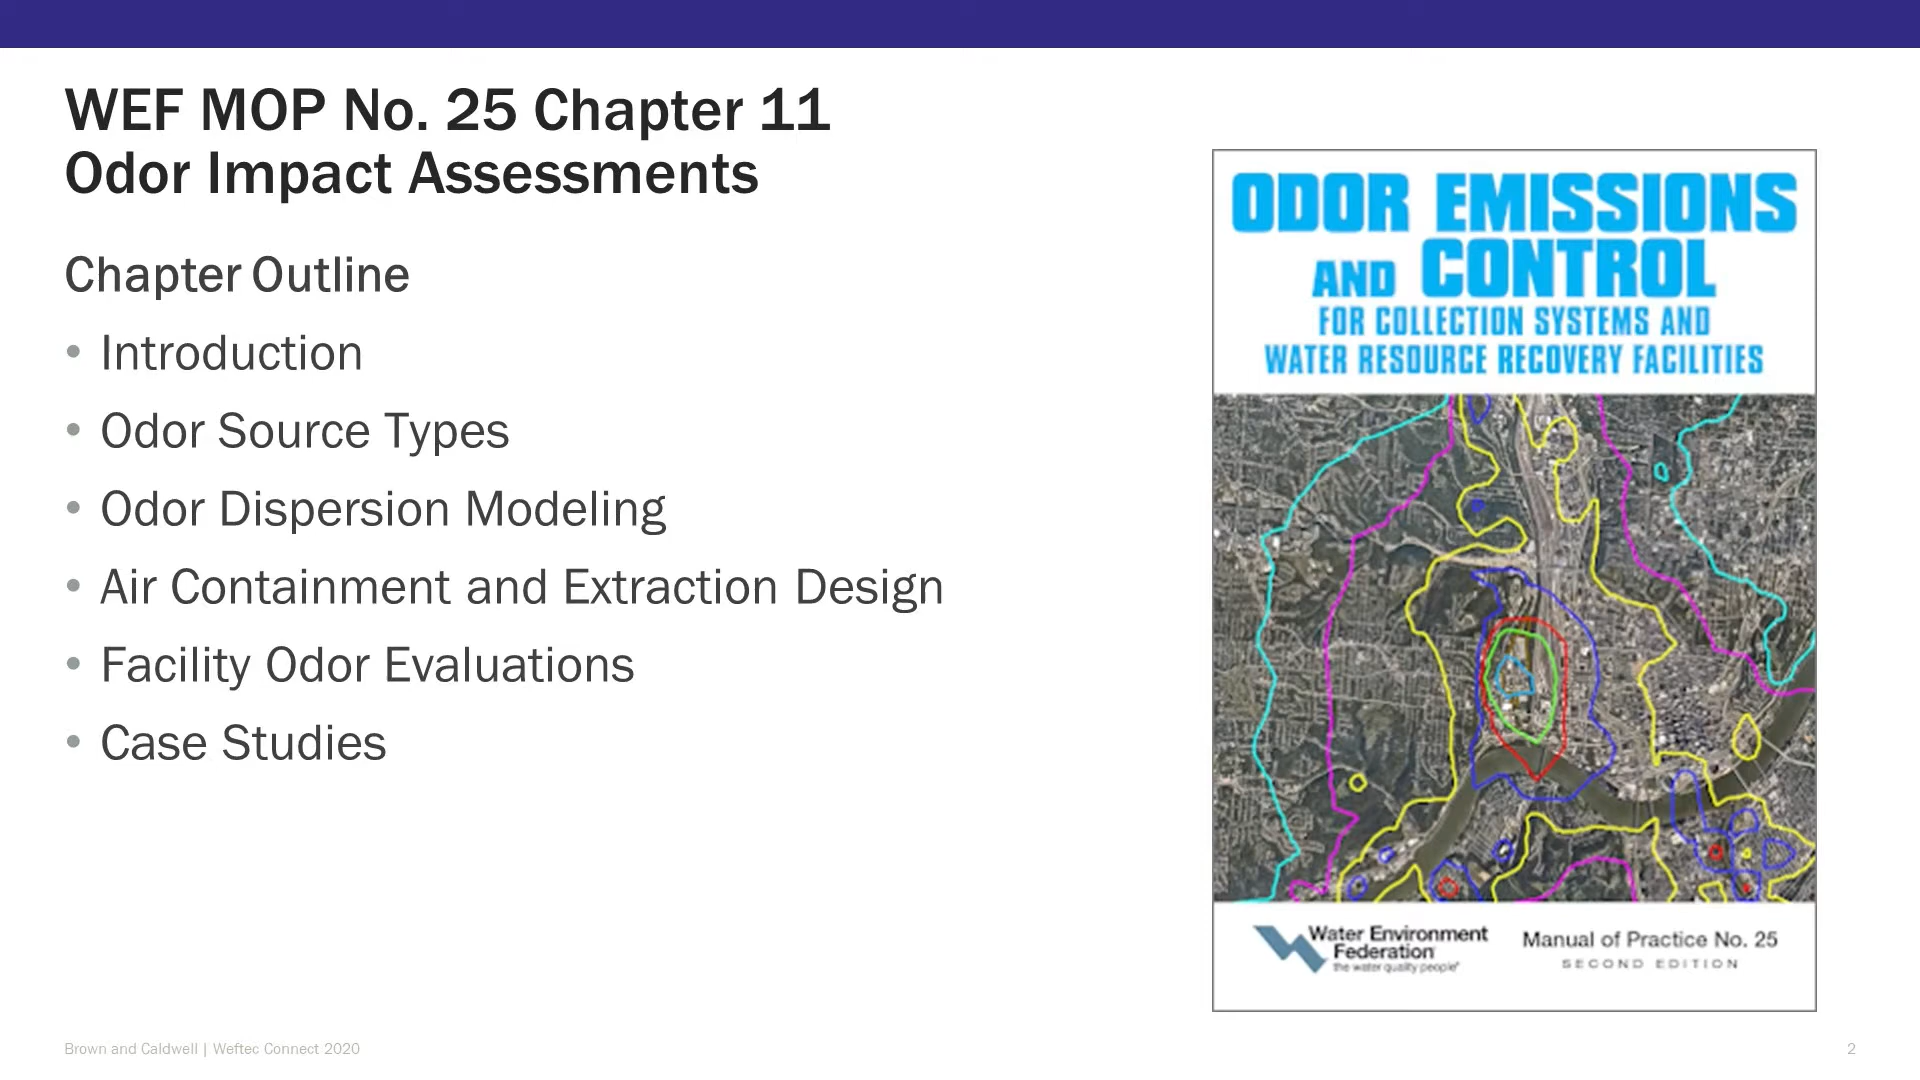 WEF MOP No. 25 Chapter 11
Odor Impact Assessments
Chapter Outline
• Introduction
• Odor Source Types
• Odor Dispersion Modeling
• Air Containment and Extraction Design
• Facility Odor Evaluations
• Case Studies
ODOR EMISSIONS
AND CONTROL
FOR COLLECTION SYSTEMS AND
WATER RESOURCE RECOVERY FACILITIES
Water Environment
Federation
the water quality people®
Manual of Practice No. 25
SECOND EDITION
Brown and Caldwell | Weftec Connect 2020
2